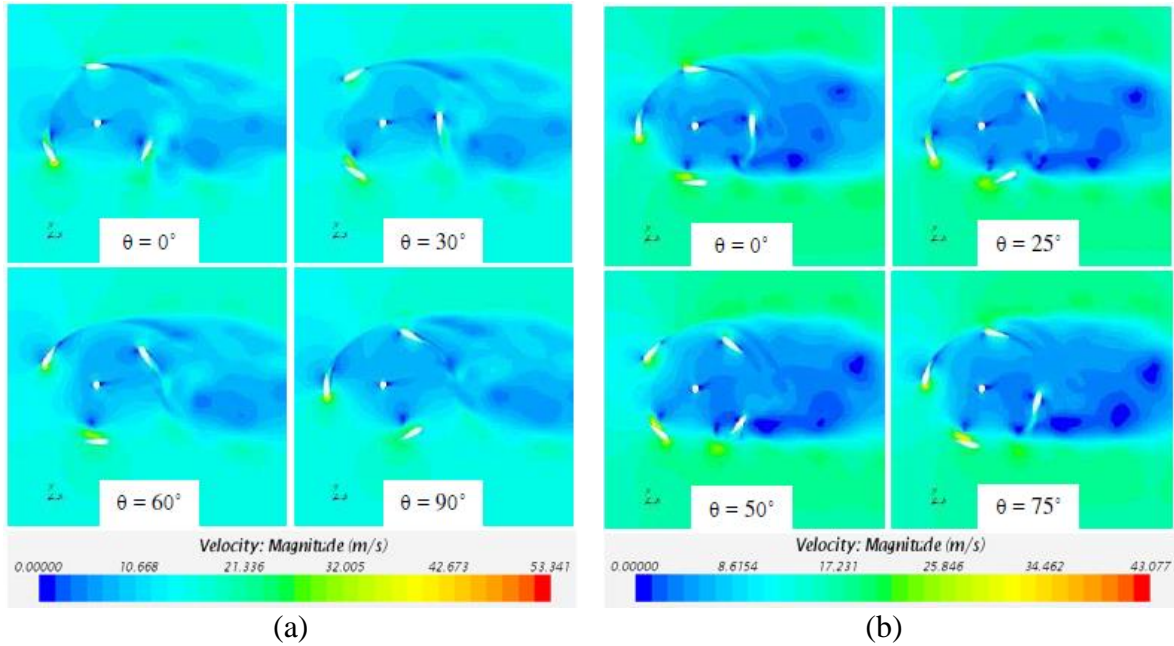 θ = 0°
θ = 30°
θ = 60°
θ = 90°
Velocity: Magnitude (m/s)
0.00000 10.668 21.336 32.005 42.673 53.341
(a)
θ = 0°
θ = 25°
θ = 50°
θ = 75°
Velocity: Magnitude (m/s)
0.00000 8.6154 17.231 25.846 34.462 43.077
(b)